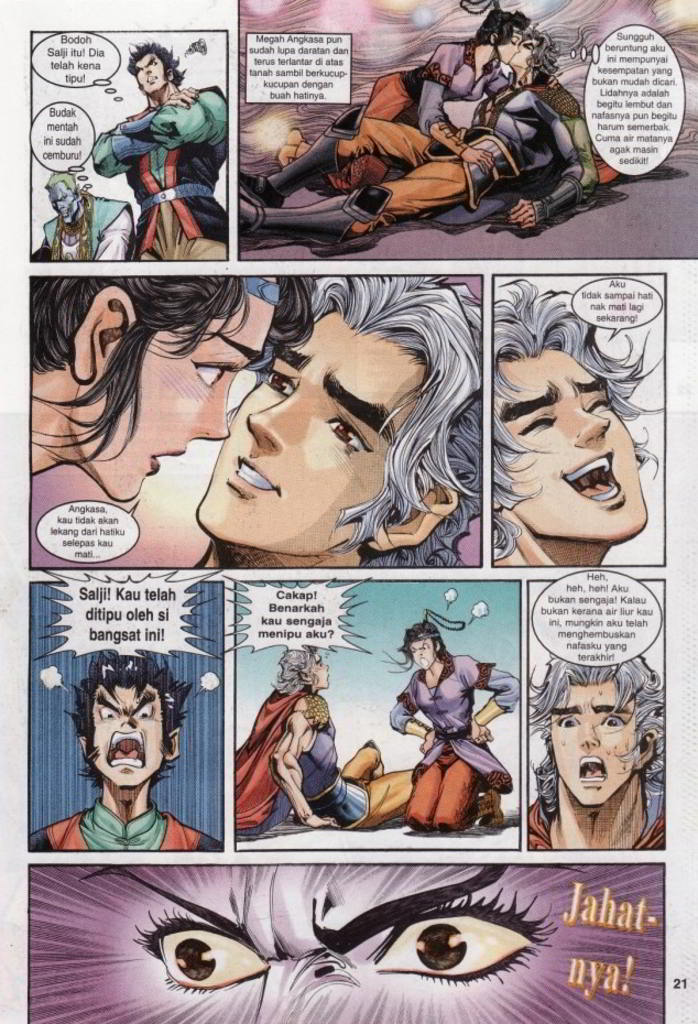 Bodoh
Salji itu! Dia
telah kena
tipu!
Budak
mentah
ini sudah
cemburu!
Megah Angkasa pun
sudah lupa daratan dan
terus terlantar di atas
tanah sambil berkucup-
kucupan dengan
buah hatinya.
Sungguh
beruntung aku
ini mempunyai
kesempatan yang
bukan mudah dicari.
Lidahnya adalah
begitu lembut dan
nafasnya pun begitu
harum semerbak.
Cuma air matanya
agak masin
sedikit!
Angkasa,
kau tidak akan
hidup selepas kau
mati...
Aku
tidak sampai hati
nak mati lagi
sekarang!
Salji! Kau telah
ditipu oleh si
bangsat ini!
Cakap!
Benarkah
kau sengaja
menipu aku?
Heh,
heh, heh! Aku
bukan sengaja! Kalau
bukan kerana air liur kau
ini, mungkin aku telah
menghembuskan
nafasku yang
terakhir!
Jahat-
nya!
21